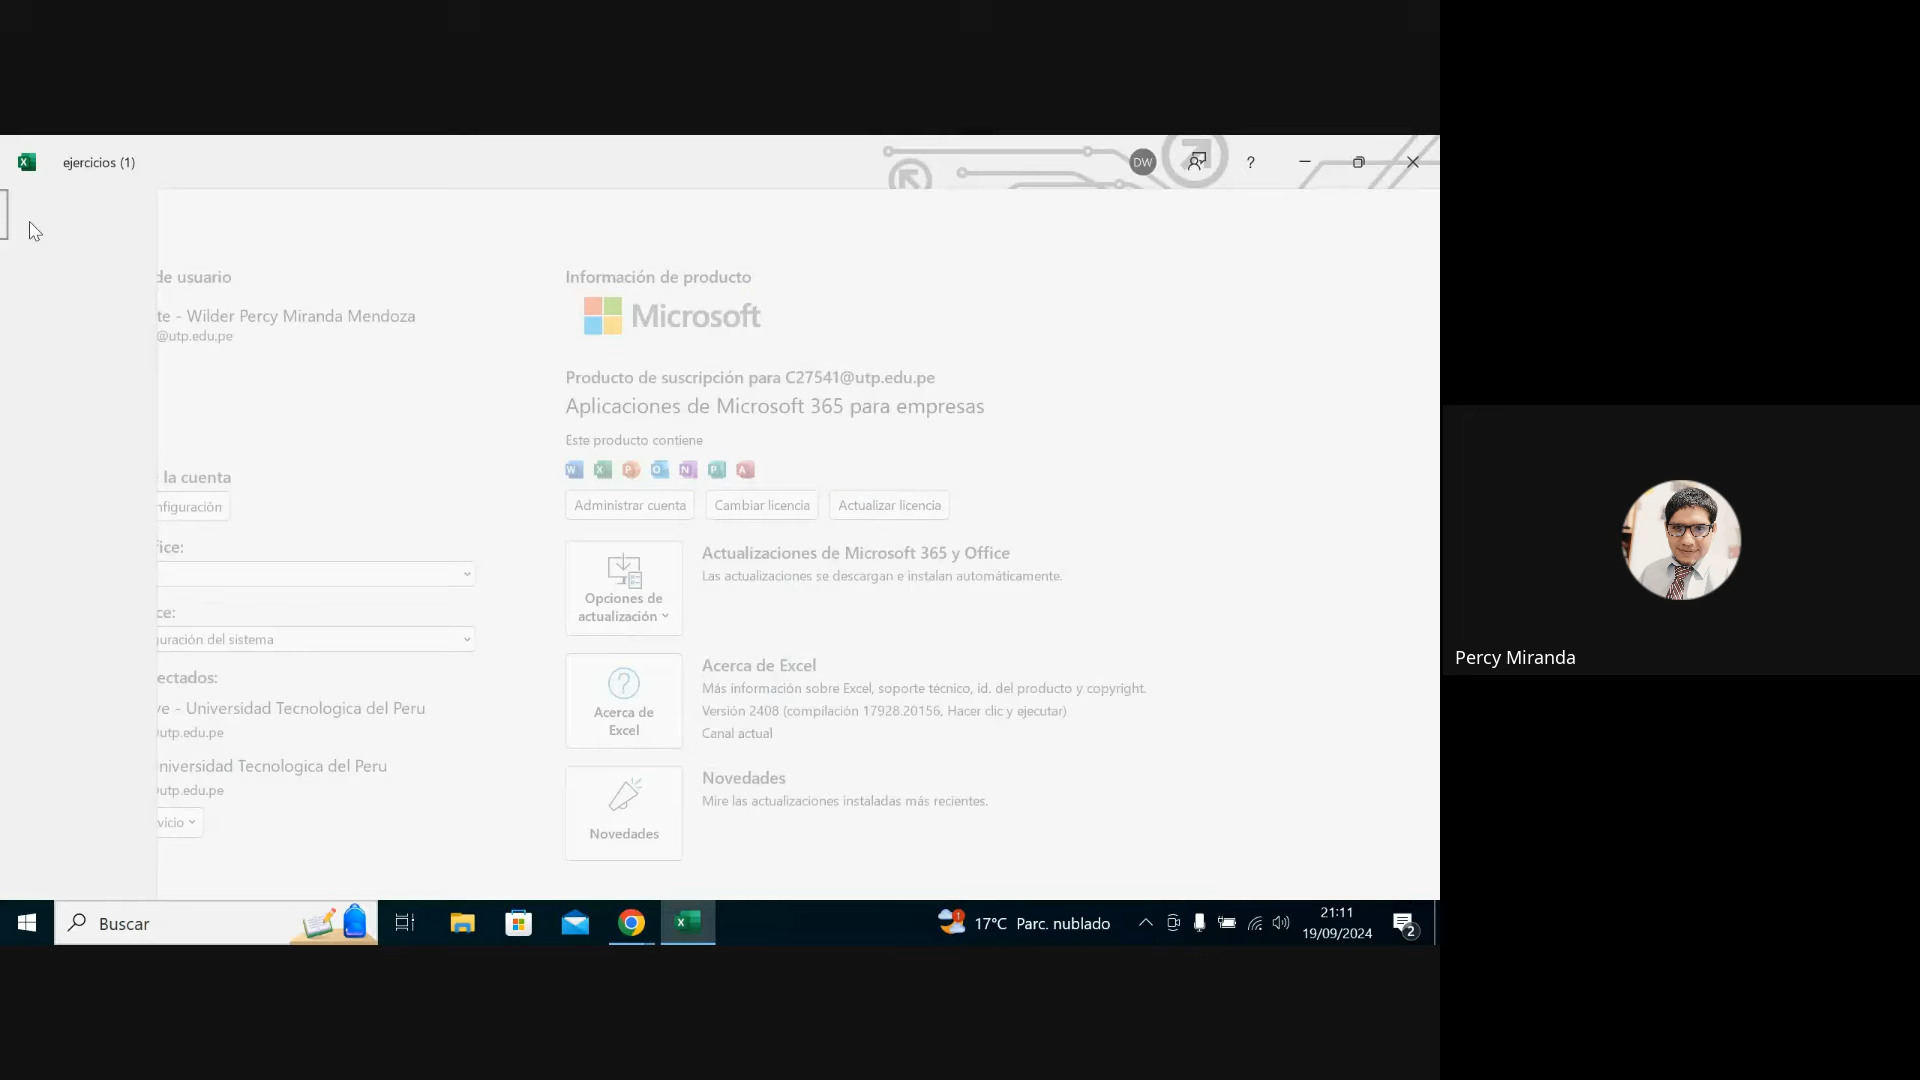 ejercicios (1)
DW
?
de usuario
te - Wilder Percy Miranda Mendoza
@utp.edu.pe
la cuenta
nfiguración
fice:
ce:
guración del sistema
ectados:
ve - Universidad Tecnologica del Peru
utp.edu.pe
niversidad Tecnologica del Peru
utp.edu.pe
vicio
Información de producto
Microsoft
Producto de suscripción para C27541@utp.edu.pe
Aplicaciones de Microsoft 365 para empresas
Este producto contiene
W X P O N P A
Administrar cuenta
Cambiar licencia
Actualizar licencia
Opciones de
actualización
Actualizaciones de Microsoft 365 y Office
Las actualizaciones se descargan e instalan automáticamente.
Acerca de
Excel
Acerca de Excel
Más información sobre Excel, soporte técnico, id. del producto y copyright.
Versión 2408 (compilación 17928.20156, Hacer clic y ejecutar)
Canal actual
Novedades
Novedades
Mire las actualizaciones instaladas más recientes.
Percy Miranda
Buscar
1
17°C Parc. nublado
21:11
19/09/2024
2